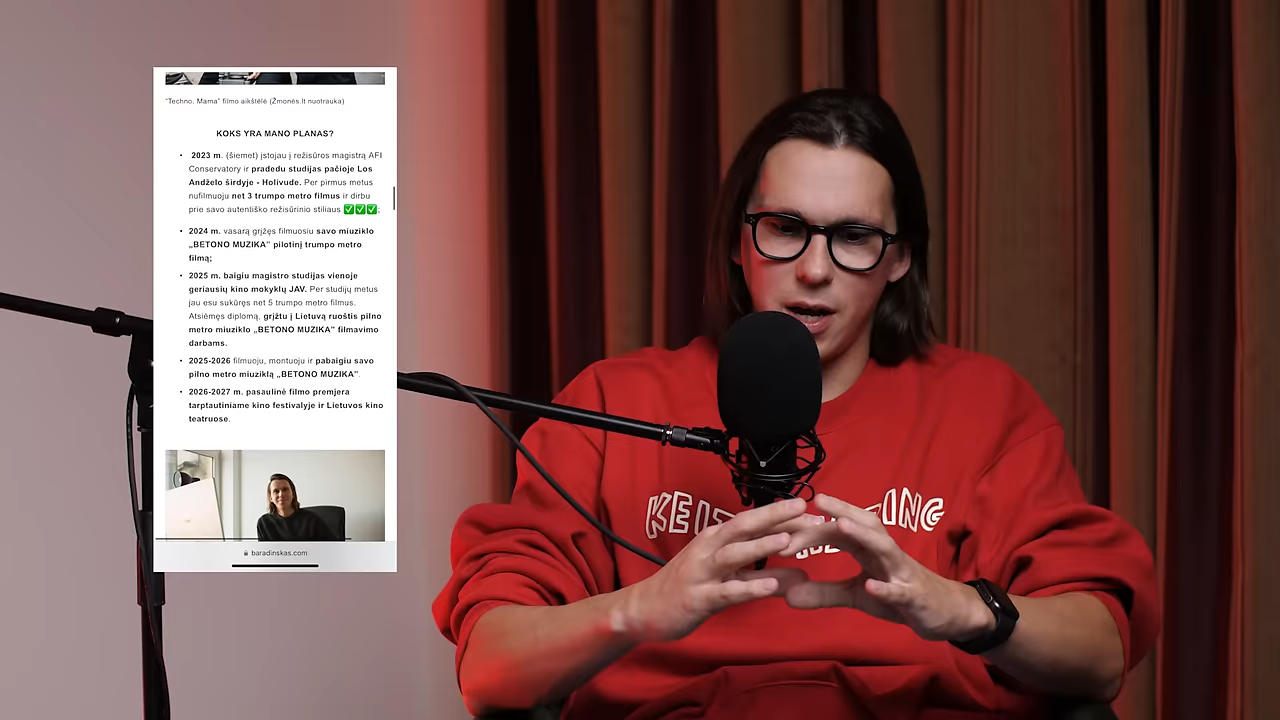 "Techno. Mama" filmo aikštėlė (Žmonės.lt nuotrauka)
KOKS YRA MANO PLANAS?
• 2023 m. (šiemet) įstojau į režisūros magistrą AFI
Conservatory ir pradedu studijas pačioje Los
Andželo širdyje - Holivude. Per pirmus metus
nufilmuoju net 3 trumpo metro filmus ir dirbu
prie savo autentiško režisūrinio stiliaus ✅✅✅;
• 2024 m. vasarą grįžęs filmuosiu savo miuziklo
„BETONO MUZIKA" pilotinį trumpo metro
filmą;
• 2025 m. baigiu magistro studijas vienoje
geriausių kino mokyklų JAV. Per studijų metus
jau esu sukūręs net 5 trumpo metro filmus.
Atsiėmęs diplomą, grįžtu į Lietuvą ruoštis pilno
metro miuziklo „BETONO MUZIKA" filmavimo
darbams.
• 2025-2026 filmuoju, montuoju ir pabaigiu savo
pilno metro miuziklą „BETONO MUZIKA".
• 2026-2027 m. pasaulinė filmo premjera
tarptautiniame kino festivalyje ir Lietuvos kino
teatruose.
baradinskas.com